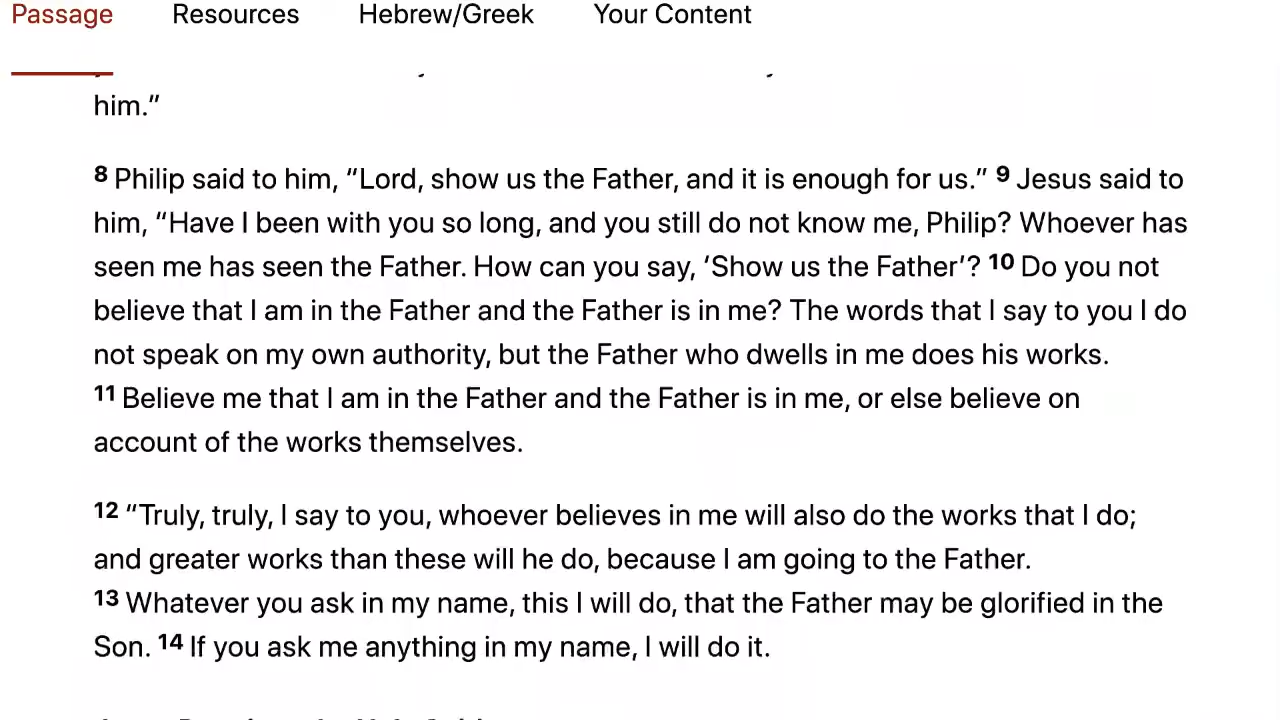 Passage Resources Hebrew/Greek Your Content
him.”
8 Philip said to him, “Lord, show us the Father, and it is enough for us.” 9 Jesus said to
him, “Have I been with you so long, and you still do not know me, Philip? Whoever has
seen me has seen the Father. How can you say, ‘Show us the Father’? 10 Do you not
believe that I am in the Father and the Father is in me? The words that I say to you I do
not speak on my own authority, but the Father who dwells in me does his works.
11 Believe me that I am in the Father and the Father is in me, or else believe on
account of the works themselves.
12 “Truly, truly, I say to you, whoever believes in me will also do the works that I do;
and greater works than these will he do, because I am going to the Father.
13 Whatever you ask in my name, this I will do, that the Father may be glorified in the
Son. 14 If you ask me anything in my name, I will do it.